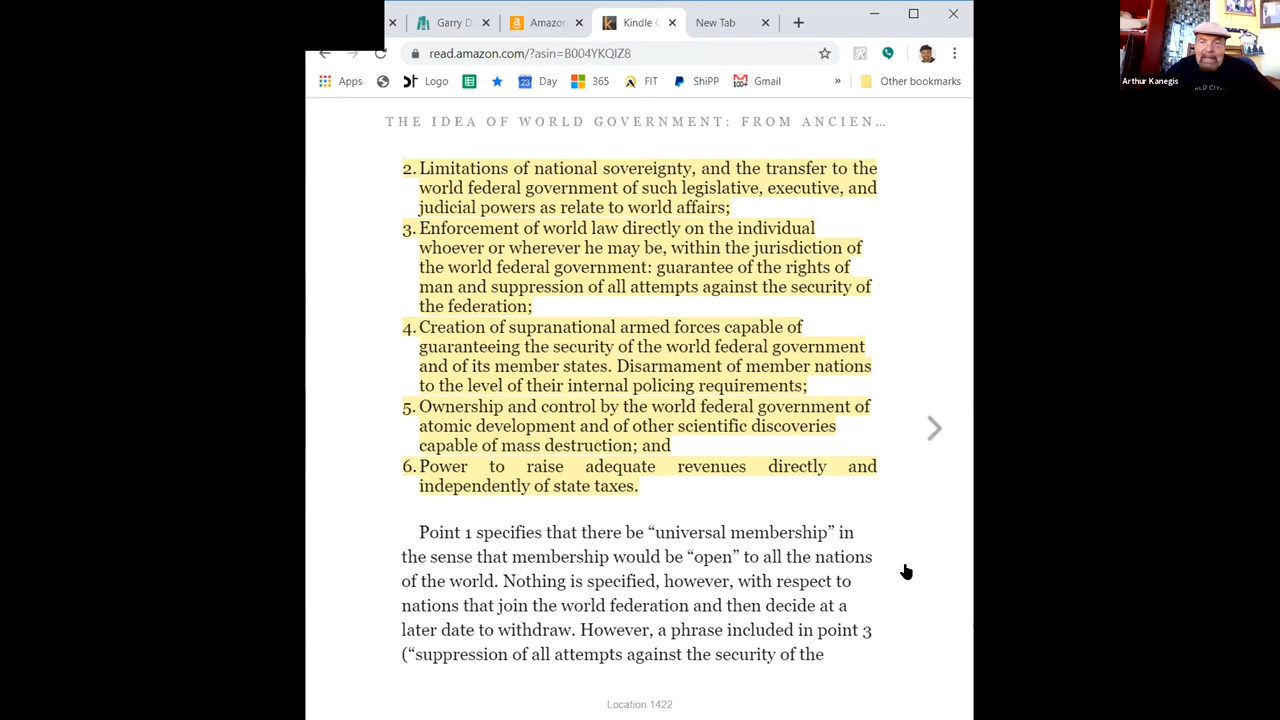 Garry D
Amazon
Kindle C
New Tab
read.amazon.com/?asin=B004YKQIZ8
Apps
Logo
23 Day
365
FIT
ShiPP
100+ Gmail
»
Other bookmarks
Arthur Kanegis
THE IDEA OF WORLD GOVERNMENT: FROM ANCIEN…
2. Limitations of national sovereignty, and the transfer to the
world federal government of such legislative, executive, and
judicial powers as relate to world affairs;
3. Enforcement of world law directly on the individual
whoever or wherever he may be, within the jurisdiction of
the world federal government: guarantee of the rights of
man and suppression of all attempts against the security of
the federation;
4. Creation of supranational armed forces capable of
guaranteeing the security of the world federal government
and of its member states. Disarmament of member nations
to the level of their internal policing requirements;
5. Ownership and control by the world federal government of
atomic development and of other scientific discoveries
capable of mass destruction; and
6. Power to raise adequate revenues directly and
independently of state taxes.
Point 1 specifies that there be “universal membership” in
the sense that membership would be “open” to all the nations
of the world. Nothing is specified, however, with respect to
nations that join the world federation and then decide at a
later date to withdraw. However, a phrase included in point 3
(“suppression of all attempts against the security of the
Location 1422